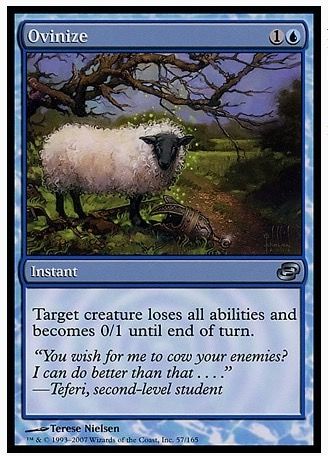 Ovinize 1
Instant
Target creature loses all abilities and
becomes 0/1 until end of turn.
“You wish for me to cow your enemies?
I can do better than that . . . .”
—Teferi, second-level student
Terese Nielsen
™ & © 1993–2007 Wizards of the Coast, Inc. 57/165